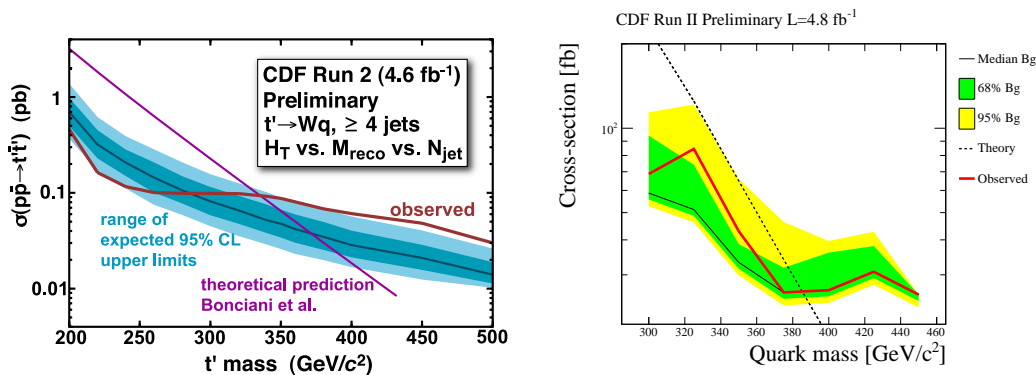 CDF Run 2 (4.6 fb⁻¹)
Preliminary
t'→Wq, ≥ 4 jets
H_T vs. M_reco vs. N_jet
σ(pp̄→t't̄') (pb)
1
0.1
0.01
observed
range of
expected 95% CL
upper limits
theoretical prediction
Bonciani et al.
200 250 300 350 400 450 500
t' mass (GeV/c²)
CDF Run II Preliminary L=4.8 fb⁻¹
Cross-section [fb]
10²
Median Bg
68% Bg
95% Bg
Theory
Observed
300 320 340 360 380 400 420 440 460
Quark mass [GeV/c²]